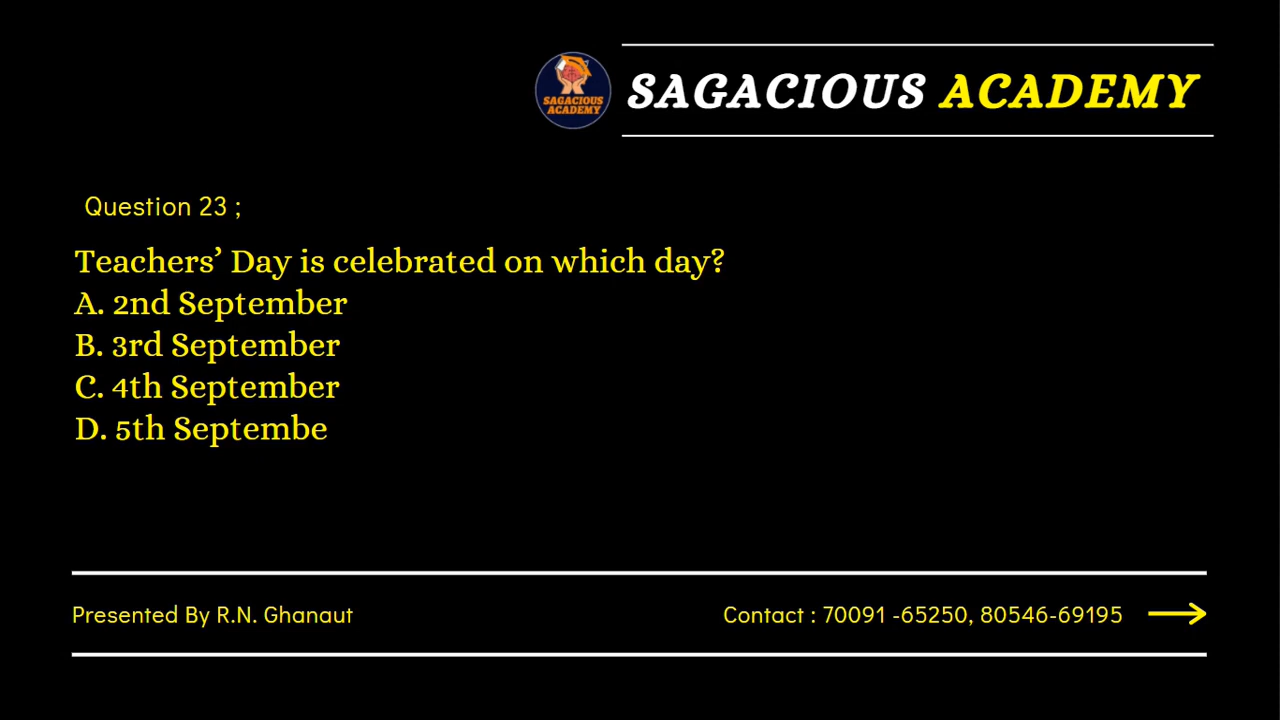 SAGACIOUS
ACADEMY
SAGACIOUS ACADEMY
Question 23 ;
Teachers’ Day is celebrated on which day?
A. 2nd September
B. 3rd September
C. 4th September
D. 5th Septembe
Presented By R.N. Ghanaut
Contact : 70091 -65250, 80546-69195